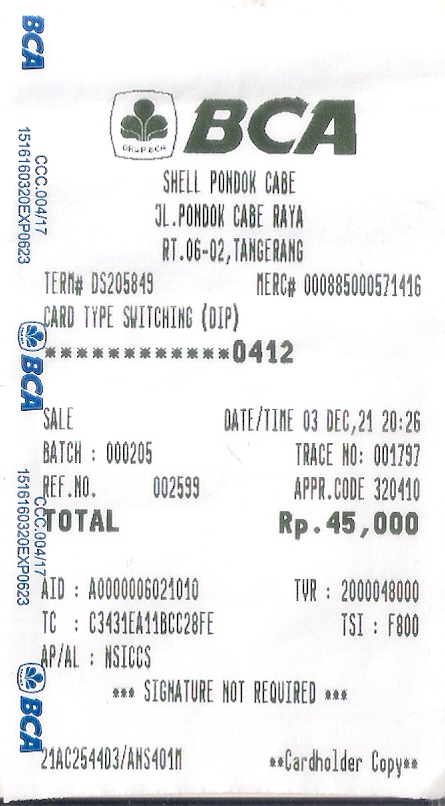 BCA
GRUP BCA
BCA
SHELL PONDOK CABE
JL.PONDOK CABE RAYA
RT.06-02,TANGERANG
TERM# DS205849 MERC# 000885000571416
CARD TYPE SWITCHING (DIP)
************0412
SALE DATE/TIME 03 DEC,21 20:26
BATCH : 000205 TRACE NO: 001797
REF.NO. 002599 APPR.CODE 320410
TOTAL Rp.45,000
AID : A0000006021010 TVR : 2000048000
TC : C3431EA11BCC28FE TSI : F800
AP/AL : NSICCS
*** SIGNATURE NOT REQUIRED ***
21AC2544D3/ANS401M **Cardholder Copy**
CCC.004/17
1516160320EXP0623
BCA
CCC.004/17
1516160320EXP0623
BCA